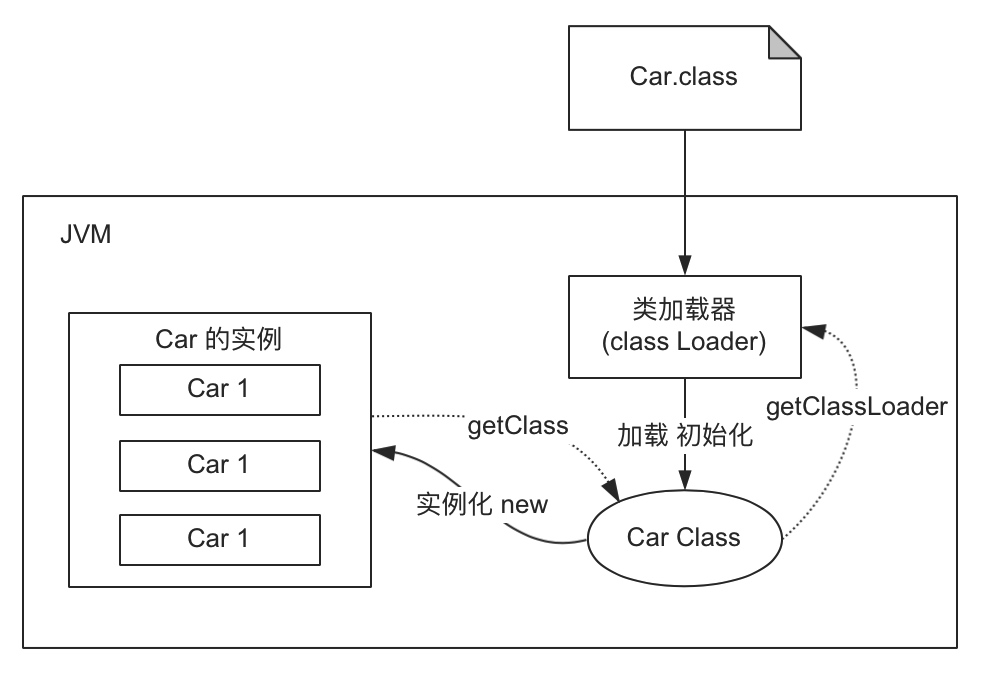 Car.class
JVM
类加载器
(class Loader)
Car 的实例
Car 1
Car 1
Car 1
getClass
实例化 new
加载 初始化
getClassLoader
Car Class